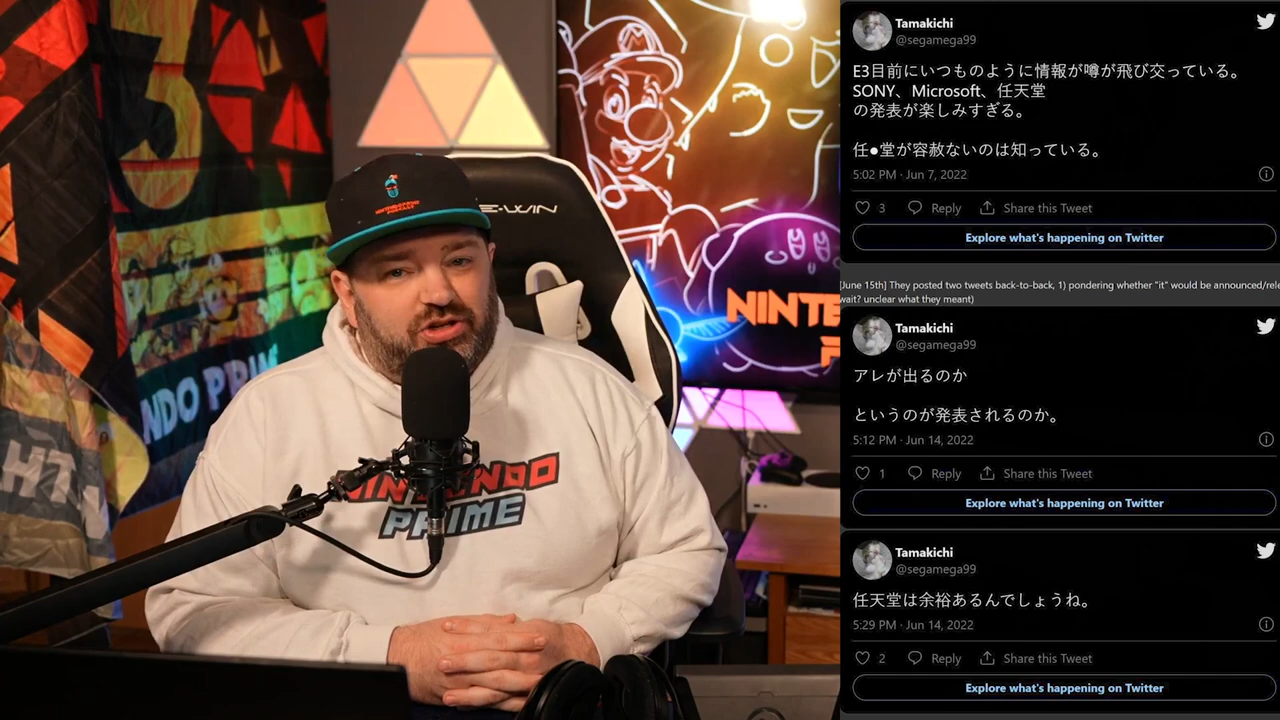 E-WIN
NINTENDO
PRIME
NDO PRIME
Tamakichi
@segamega99
E3目前にいつものように情報が噂が飛び交っている。
SONY、Microsoft、任天堂
の発表が楽しみすぎる。
任●堂が容赦ないのは知っている。
5:02 PM · Jun 7, 2022
3 Reply Share this Tweet
Explore what's happening on Twitter
[June 15th] They posted two tweets back-to-back, 1) pondering whether "it" would be announced/rele
wait? unclear what they meant)
Tamakichi
@segamega99
アレが出るのか
というのが発表されるのか。
5:12 PM · Jun 14, 2022
1 Reply Share this Tweet
Explore what's happening on Twitter
Tamakichi
@segamega99
任天堂は余裕あるんでしょうね。
5:29 PM · Jun 14, 2022
2 Reply Share this Tweet
Explore what's happening on Twitter